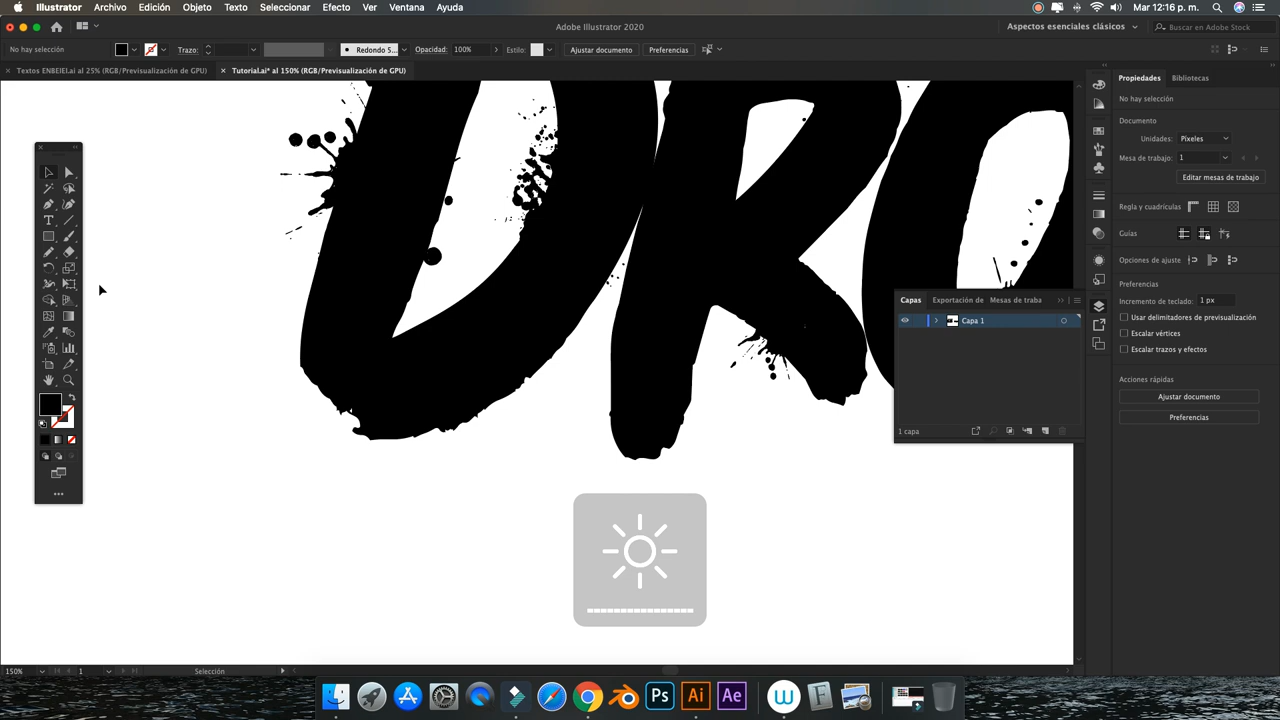 Illustrator Archivo Edición Objeto Texto Seleccionar Efecto Ver Ventana Ayuda
Mar 12:16 p. m.
Adobe Illustrator 2020
Aspectos esenciales clásicos
Buscar en Adobe Stock
No hay selección
Trazo:
Redondo 5...
Opacidad: 100%
Estilo:
Ajustar documento
Preferencias
Textos ENBEIEI.ai al 25% (RGB/Previsualización de GPU)
Tutorial.ai* al 150% (RGB/Previsualización de GPU)
Propiedades Bibliotecas
No hay selección
Documento
Unidades: Píxeles
Mesa de trabajo: 1
Editar mesas de trabajo
Regla y cuadrículas
Guías
Opciones de ajuste
Preferencias
Incremento de teclado: 1 px
Usar delimitadores de previsualización
Escalar vértices
Escalar trazos y efectos
Acciones rápidas
Ajustar documento
Preferencias
Capas Exportación de Mesas de traba
Capa 1
1 capa
150%
1
Selección
Ps Ai Ae